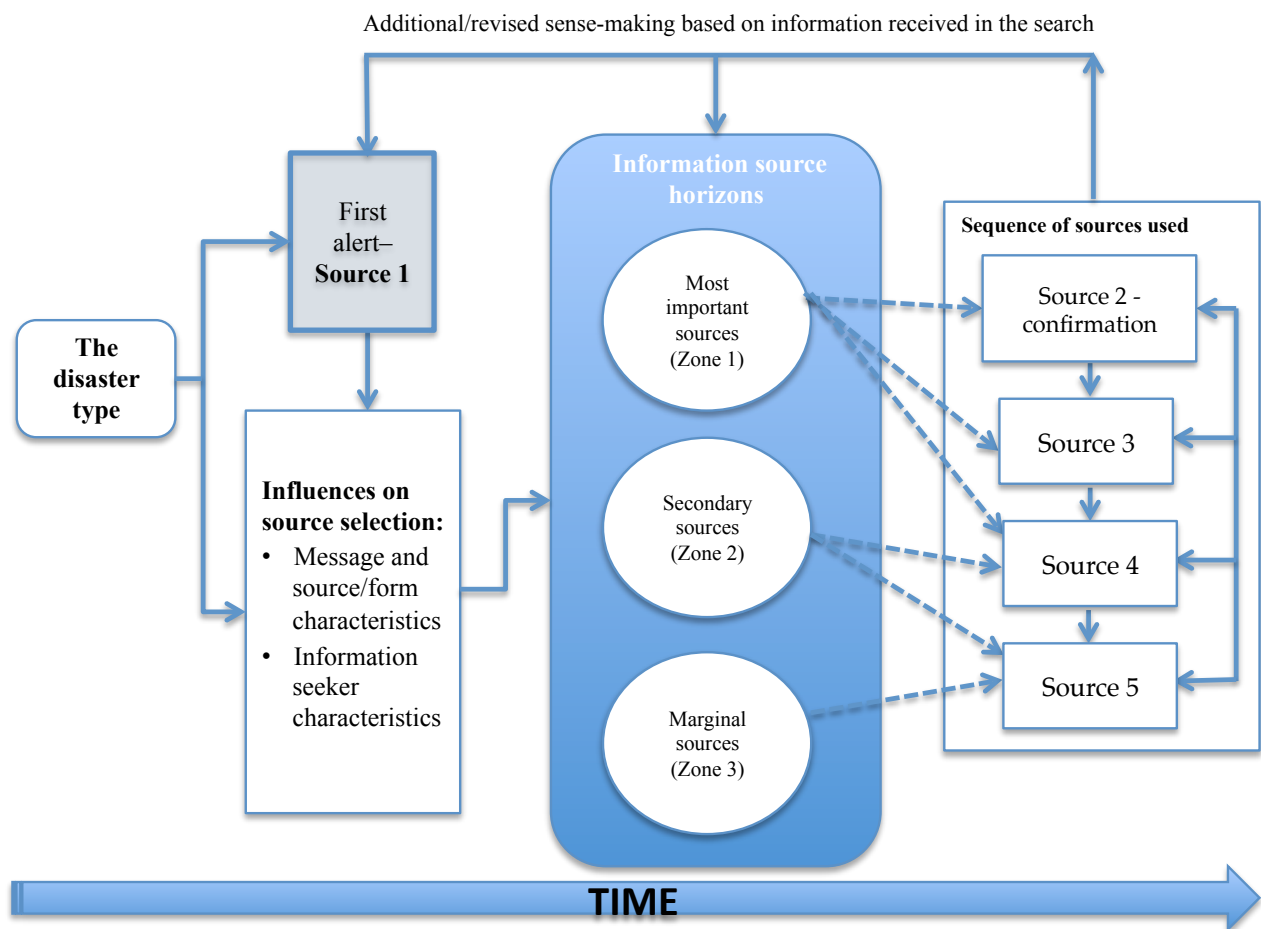 Additional/revised sense-making based on information received in the search
First
alert–
Source 1
The
disaster
type
Influences on
source selection:
• Message and
source/form
characteristics
• Information
seeker
characteristics
Information source
horizons
Most
important
sources
(Zone 1)
Secondary
sources
(Zone 2)
Marginal
sources
(Zone 3)
Sequence of sources used
Source 2 -
confirmation
Source 3
Source 4
Source 5
TIME